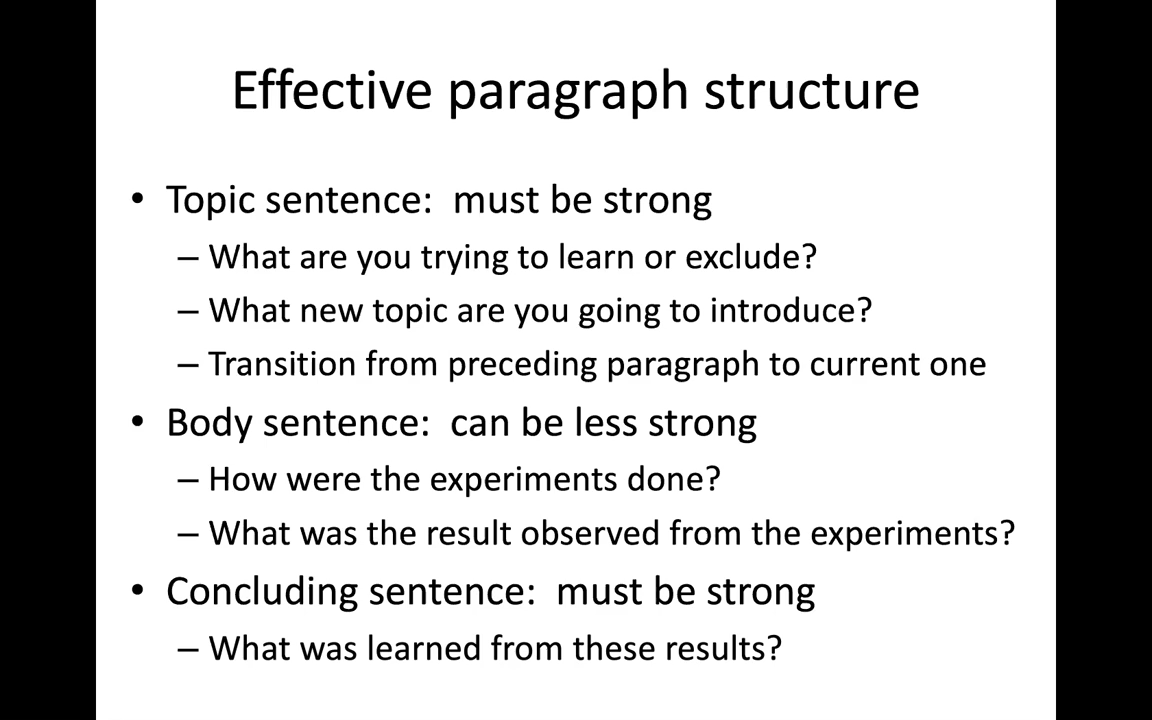 Effective paragraph structure
• Topic sentence:  must be strong
– What are you trying to learn or exclude?
– What new topic are you going to introduce?
– Transition from preceding paragraph to current one
• Body sentence:  can be less strong
– How were the experiments done?
– What was the result observed from the experiments?
• Concluding sentence:  must be strong
– What was learned from these results?